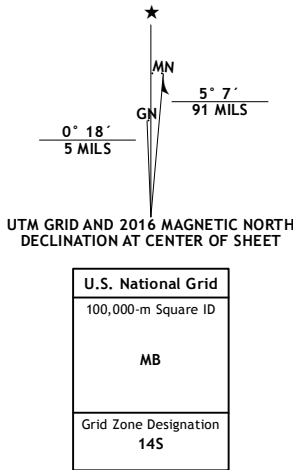 ★
MN
GN
5° 7´
91 MILS
0° 18´
5 MILS
UTM GRID AND 2016 MAGNETIC NORTH
DECLINATION AT CENTER OF SHEET
U.S. National Grid
100,000-m Square ID
MB
Grid Zone Designation
14S